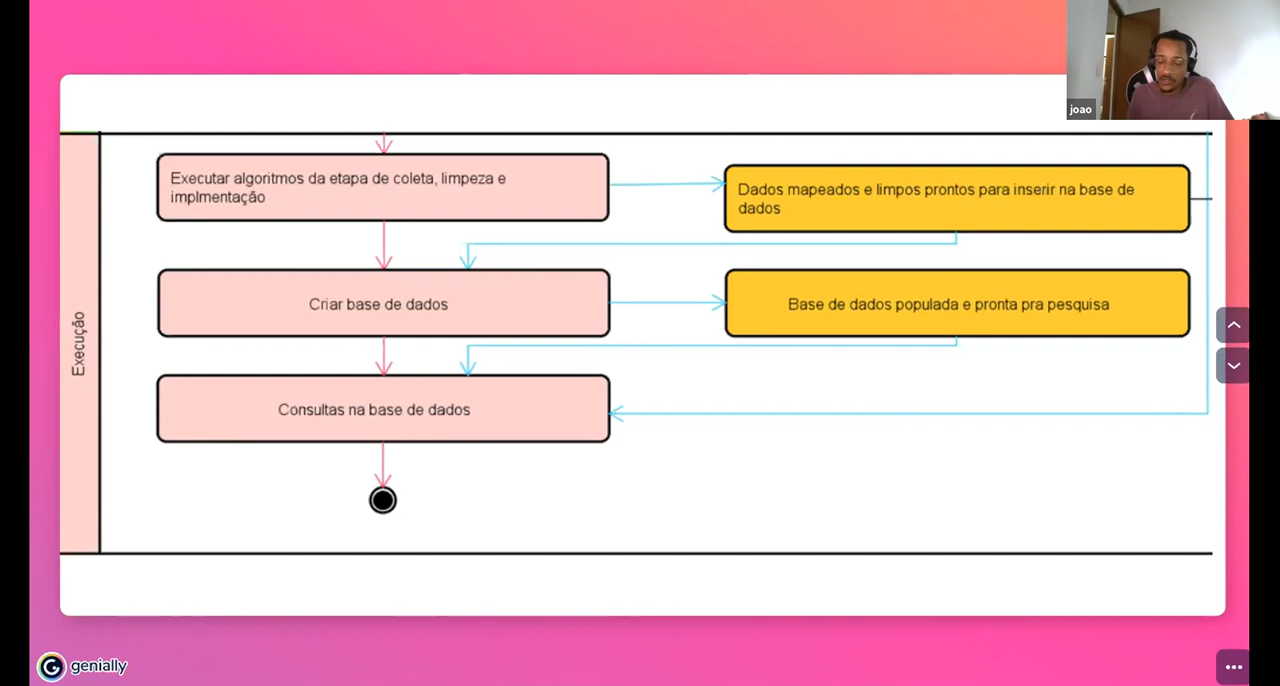 joao
Executar algoritmos da etapa de coleta, limpeza e
implmentação
Dados mapeados e limpos prontos para inserir na base de
dados
Execução
Criar base de dados
Base de dados populada e pronta pra pesquisa
Consultas na base de dados
genially